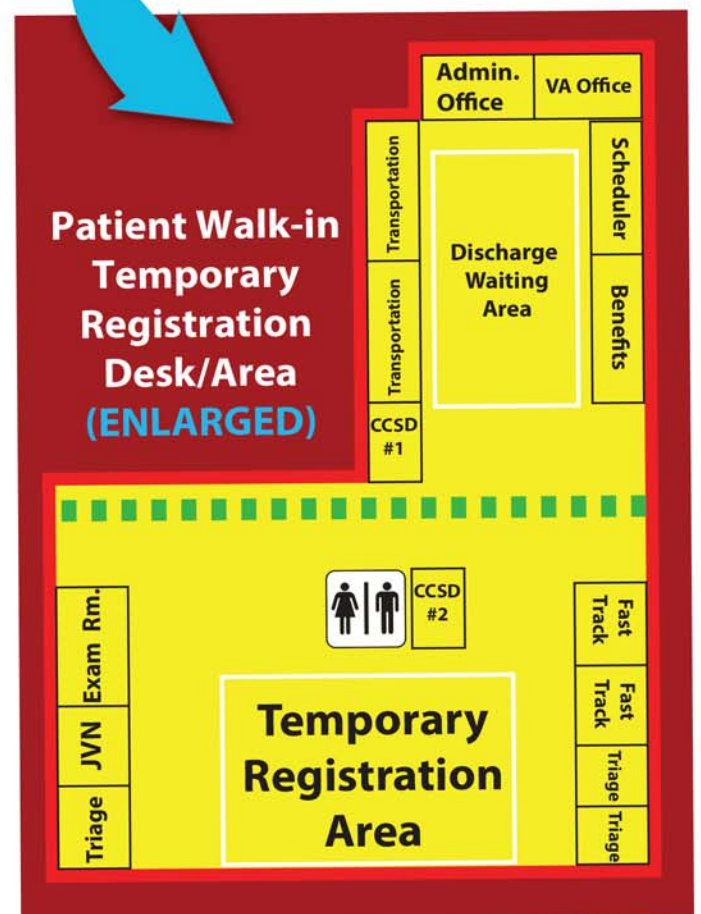 Admin.
Office
VA Office
Patient Walk-in
Temporary
Registration
Desk/Area
(ENLARGED)
Transportation
Transportation
CCSD
#1
Discharge
Waiting
Area
Scheduler
Benefits
CCSD
#2
Exam Rm.
JVN
Triage
Temporary
Registration
Area
Fast
Track
Fast
Track
Triage
Triage